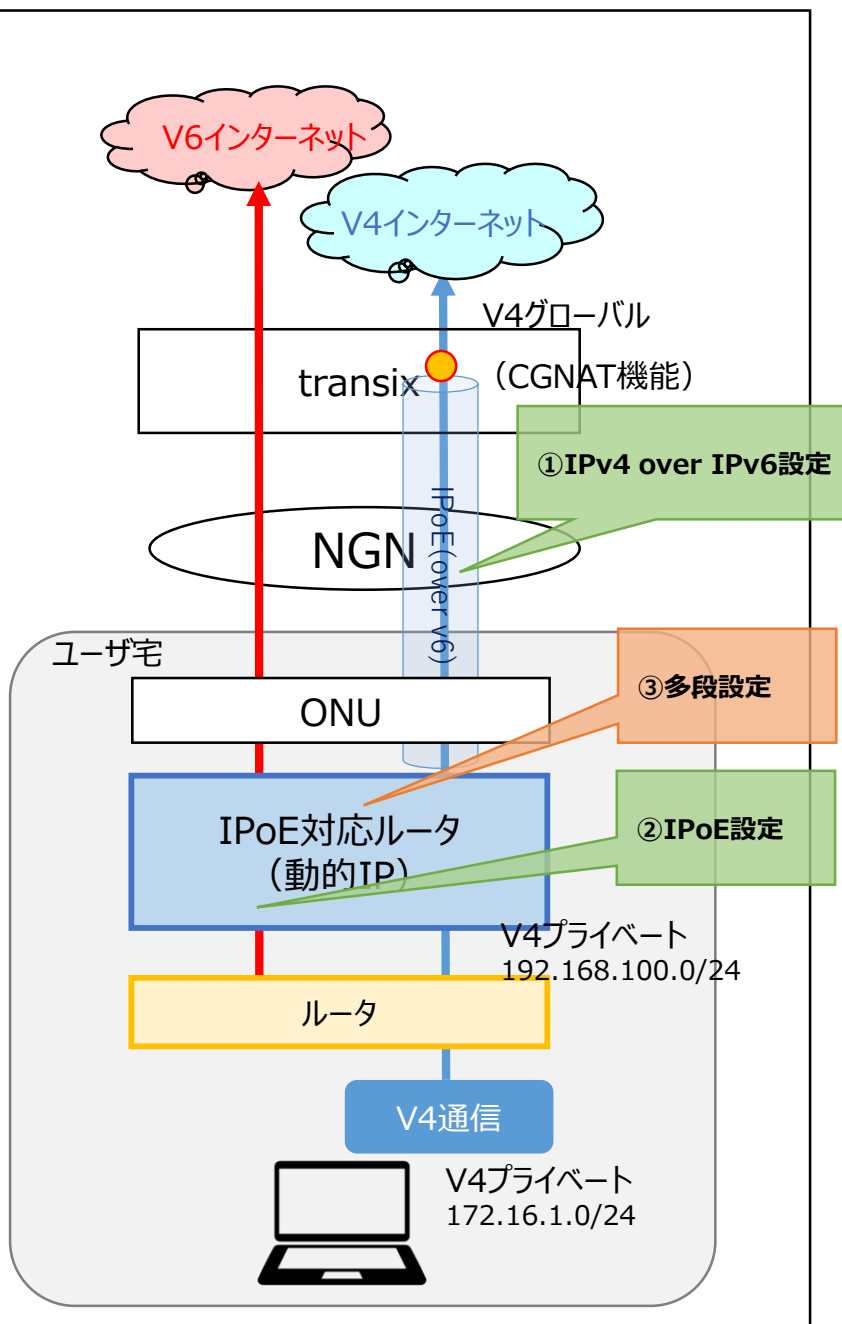 V6インターネット
V4インターネット
V4グローバル
transix
（CGNAT機能）
①IPv4 over IPv6設定
IPoE(over v6)
NGN
ユーザ宅
③多段設定
ONU
IPoE対応ルータ
（動的IP）
②IPoE設定
V4プライベート
192.168.100.0/24
ルータ
V4通信
V4プライベート
172.16.1.0/24